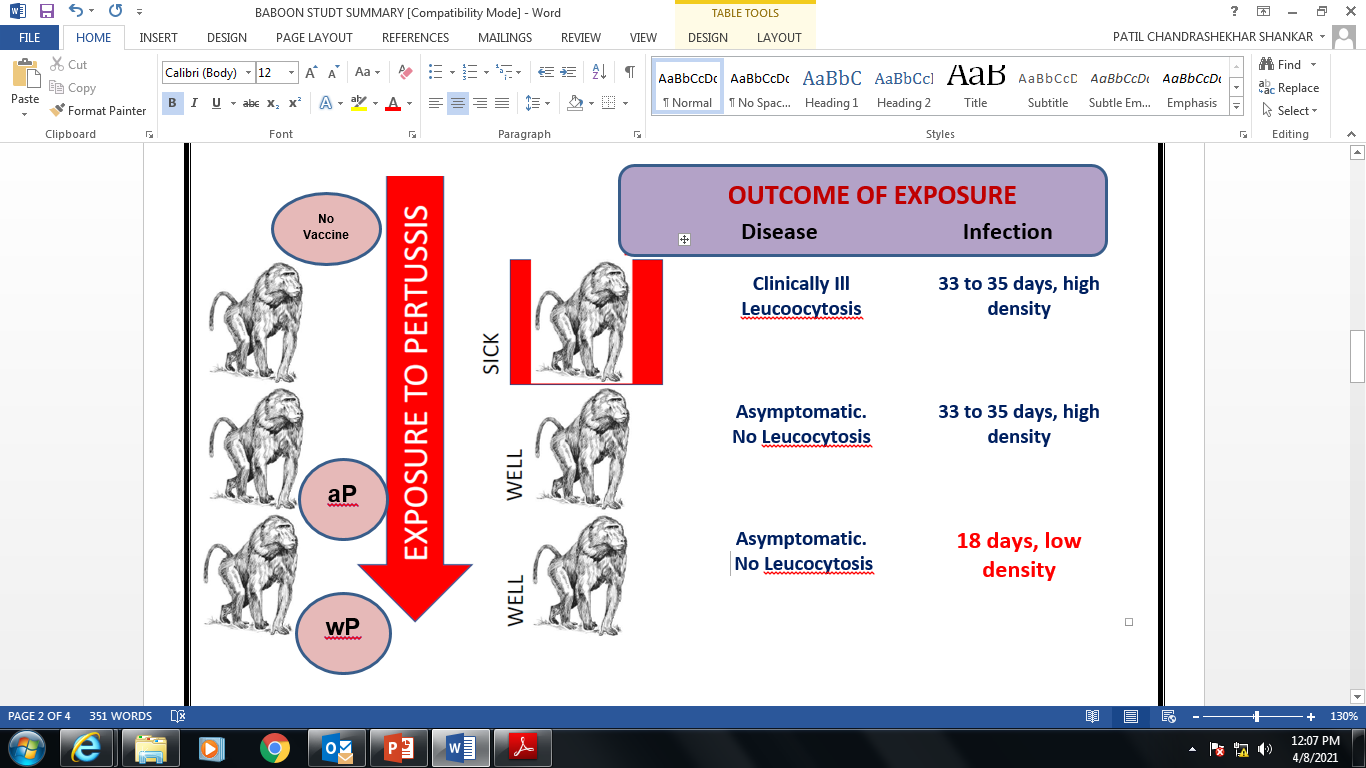 BABOON STUDT SUMMARY [Compatibility Mode] - Word
TABLE TOOLS
FILE HOME INSERT DESIGN PAGE LAYOUT REFERENCES MAILINGS REVIEW VIEW DESIGN LAYOUT PATIL CHANDRASHEKHAR SHANKAR
Paste
Cut
Copy
Format Painter
Clipboard
Calibri (Body) 12
B I U abc x₂ x²
Font
Paragraph
AaBbCcDc AaBbCcDc AaBbC AaBbCcI AaB AaBbCcD AaBbCcDc AaBbCcDc
¶ Normal ¶ No Spac... Heading 1 Heading 2 Title Subtitle Subtle Em... Emphasis
Styles
Find
Replace
Select
Editing
No
Vaccine
aP
wP
EXPOSURE TO PERTUSSIS
SICK
WELL
WELL
OUTCOME OF EXPOSURE
Disease Infection
Clinically Ill
Leucoocytosis
33 to 35 days, high
density
Asymptomatic.
No Leucocytosis
33 to 35 days, high
density
Asymptomatic.
No Leucocytosis
18 days, low
density
PAGE 2 OF 4 351 WORDS 130%
12:07 PM
4/8/2021